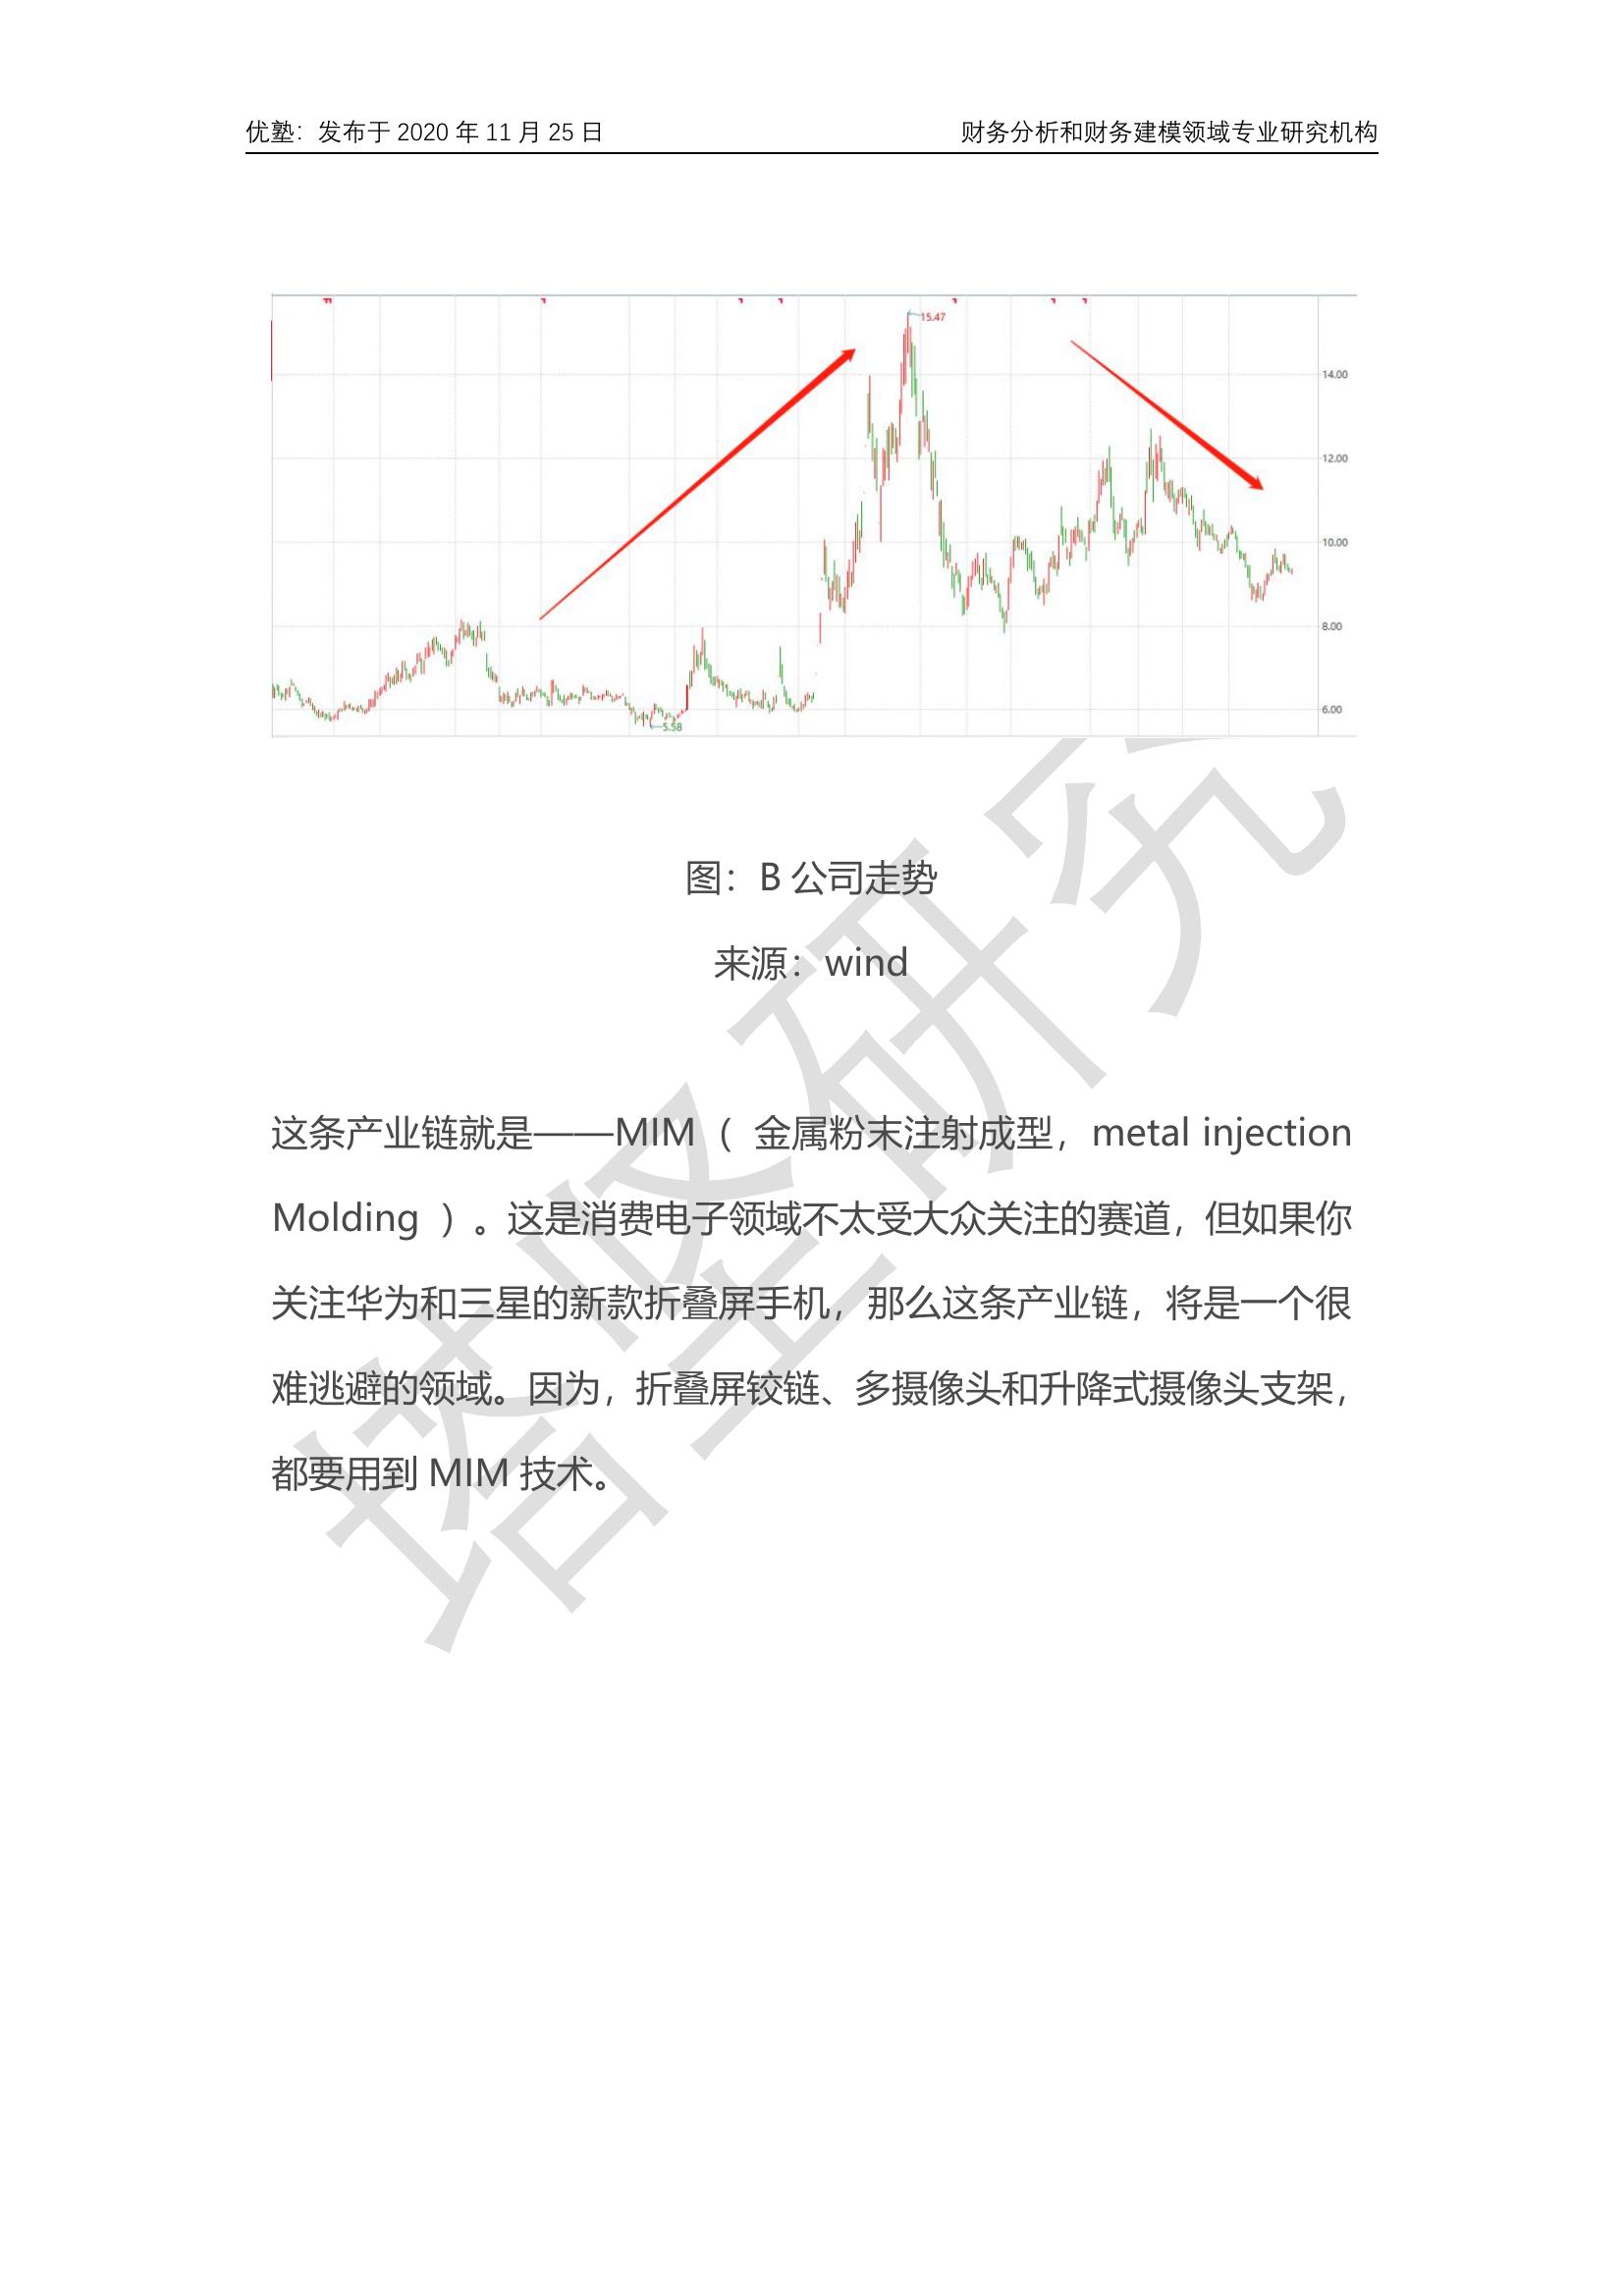 优塾：发布于 2020 年 11 月 25 日 财务分析和财务建模领域专业研究机构
15.47
14.00
12.00
10.00
8.00
6.00
5.58
图：B 公司走势
来源：wind
这条产业链就是——MIM（ 金属粉末注射成型，metal injection
Molding ）。这是消费电子领域不太受大众关注的赛道，但如果你
关注华为和三星的新款折叠屏手机，那么这条产业链，将是一个很
难逃避的领域。因为，折叠屏铰链、多摄像头和升降式摄像头支架，
都要用到 MIM 技术。
塔坚研究